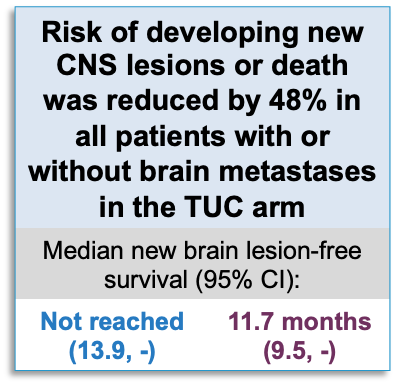 Risk of developing new
CNS lesions or death
was reduced by 48% in
all patients with or
without brain metastases
in the TUC arm
Median new brain lesion-free
survival (95% CI):
Not reached 11.7 months
(13.9, -) (9.5, -)